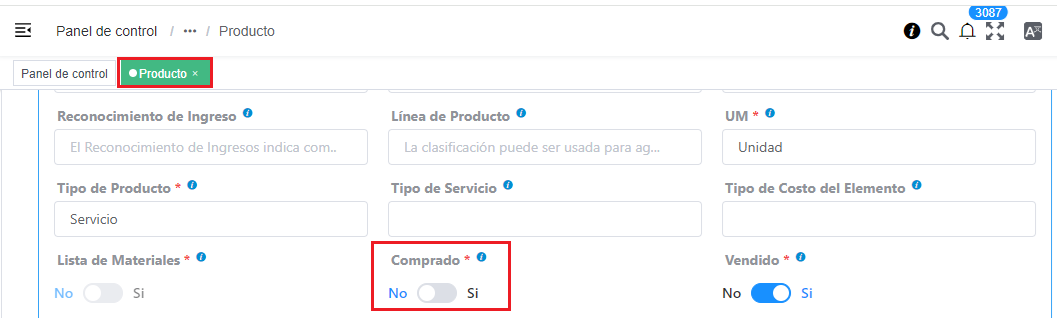 3087
Panel de control / ··· / Producto
Panel de control Producto ×
Reconocimiento de Ingreso Línea de Producto UM *
El Reconocimiento de Ingresos indica com.. La clasificación puede ser usada para ag... Unidad
Tipo de Producto * Tipo de Servicio Tipo de Costo del Elemento
Servicio
Lista de Materiales * Comprado * Vendido *
No Si No Si No Si